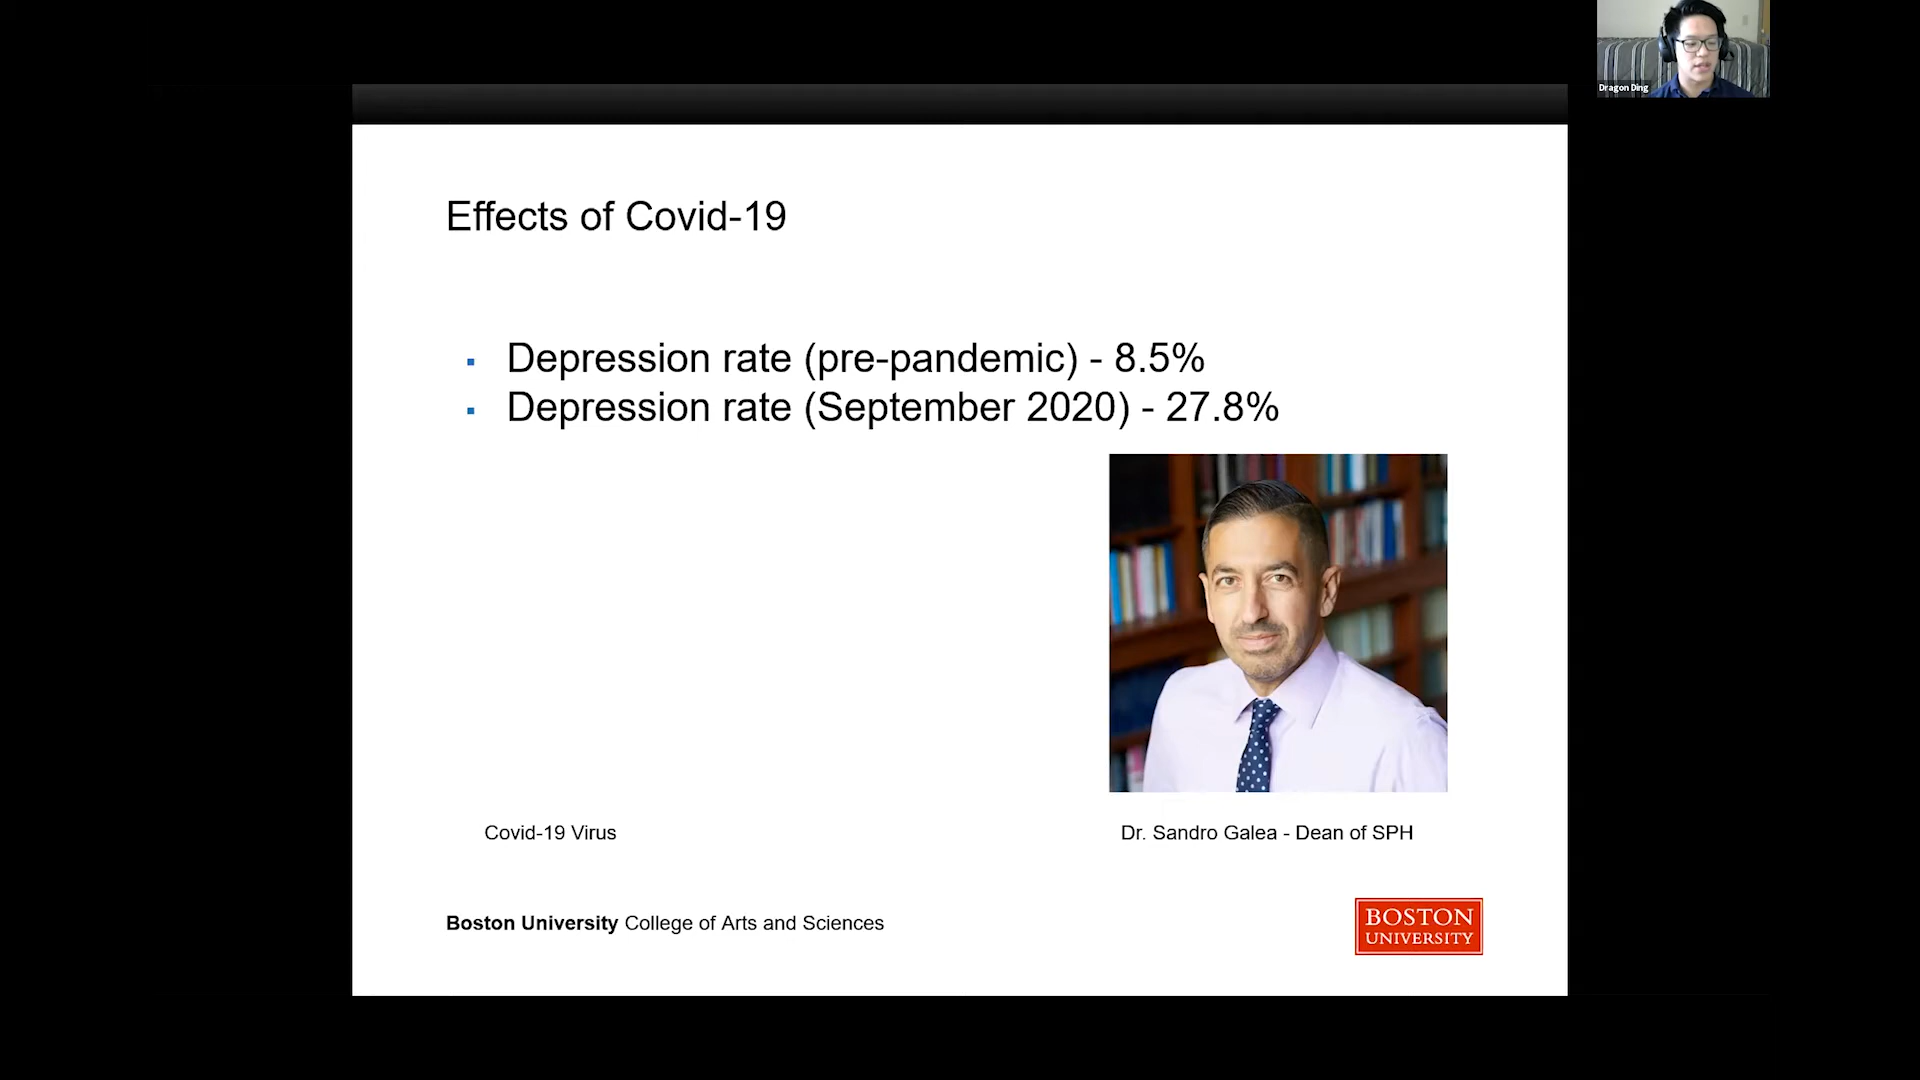 Dragon Ding
Effects of Covid-19
Depression rate (pre-pandemic) - 8.5%
Depression rate (September 2020) - 27.8%
Covid-19 Virus
Dr. Sandro Galea - Dean of SPH
Boston University College of Arts and Sciences
BOSTON
UNIVERSITY